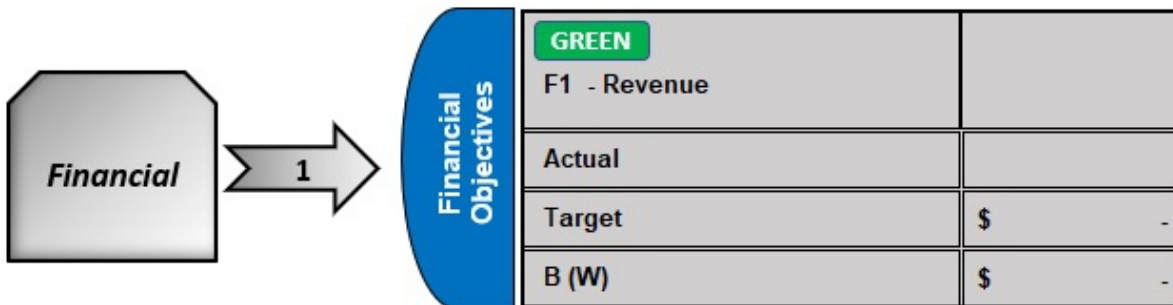 Financial
1
Financial
Objectives
GREEN
F1 - Revenue
Actual
Target $ -
B (W) $ -